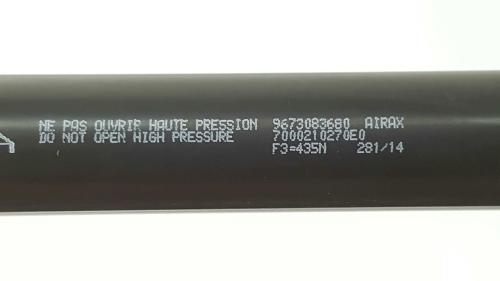 NE PAS OUVRIR HAUTE PRESSION 9673083680 AIRAX
DO NOT OPEN HIGH PRESSURE 7000210270E0
F3=435N 281/14